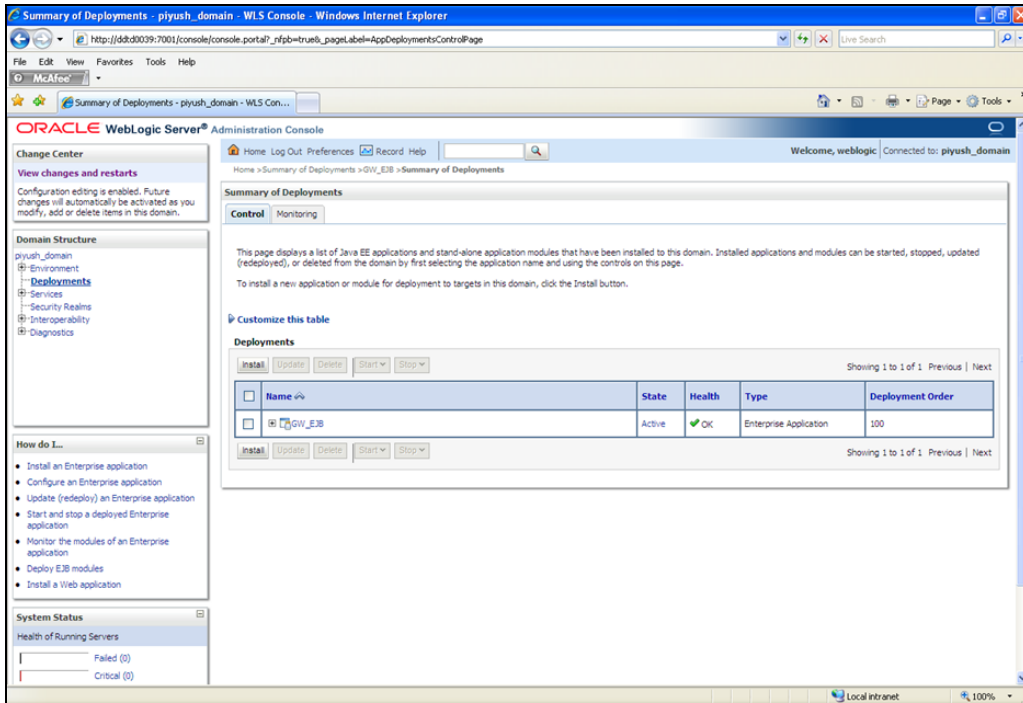 Summary of Deployments - piyush_domain - WLS Console - Windows Internet Explorer
http://ddtd0039:7001/console/console.portal?_nfpb=true&_pageLabel=AppDeploymentsControlPage
Live Search
File Edit View Favorites Tools Help
McAfee
Summary of Deployments - piyush_domain - WLS Con...
Page
Tools
ORACLE WebLogic Server® Administration Console
Change Center
View changes and restarts
Configuration editing is enabled. Future
changes will automatically be activated as you
modify, add or delete items in this domain.
Domain Structure
piyush_domain
Environment
Deployments
Services
Security Realms
Interoperability
Diagnostics
How do I...
Install an Enterprise application
Configure an Enterprise application
Update (redeploy) an Enterprise application
Start and stop a deployed Enterprise
application
Monitor the modules of an Enterprise
application
Deploy EJB modules
Install a Web application
System Status
Health of Running Servers
Failed (0)
Critical (0)
Home Log Out Preferences Record Help
Welcome, weblogic Connected to: piyush_domain
Home >Summary of Deployments >GW_EJB >Summary of Deployments
Summary of Deployments
Control Monitoring
This page displays a list of Java EE applications and stand-alone application modules that have been installed to this domain. Installed applications and modules can be started, stopped, updated
(redeployed), or deleted from the domain by first selecting the application name and using the controls on this page.
To install a new application or module for deployment to targets in this domain, click the Install button.
Customize this table
Deployments
Install Update Delete Start Stop
Showing 1 to 1 of 1 Previous | Next
Name State Health Type Deployment Order
GW_EJB Active OK Enterprise Application 100
Install Update Delete Start Stop
Showing 1 to 1 of 1 Previous | Next
Local intranet
100%